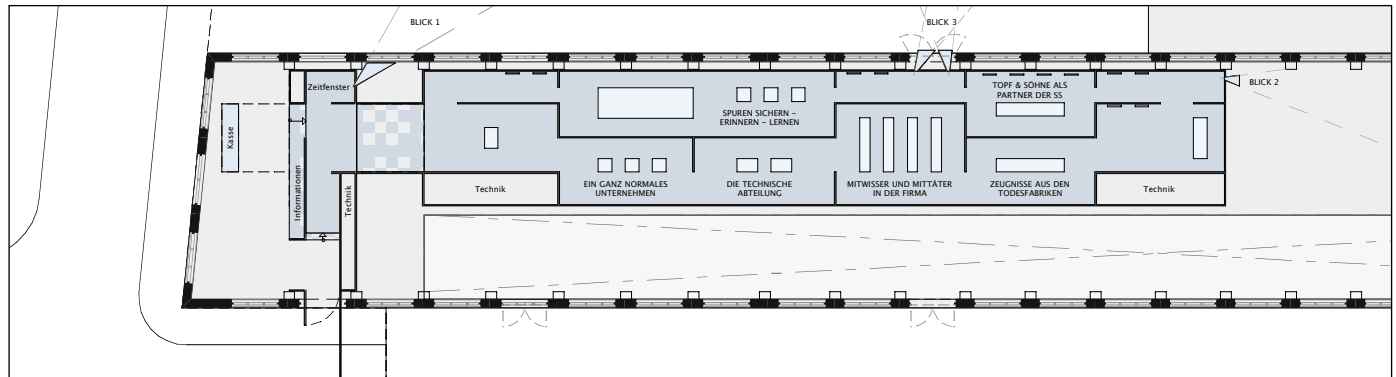 BLICK 1
BLICK 3
Zeitfenster
TOPF & SÖHNE ALS
PARTNER DER SS
BLICK 2
SPUREN SICHERN –
ERINNERN – LERNEN
Kasse
Informationen
Technik
Technik
EIN GANZ NORMALES
UNTERNEHMEN
DIE TECHNISCHE
ABTEILUNG
MITWISSER UND MITTÄTER
IN DER FIRMA
ZEUGNISSE AUS DEN
TODESFABRIKEN
Technik